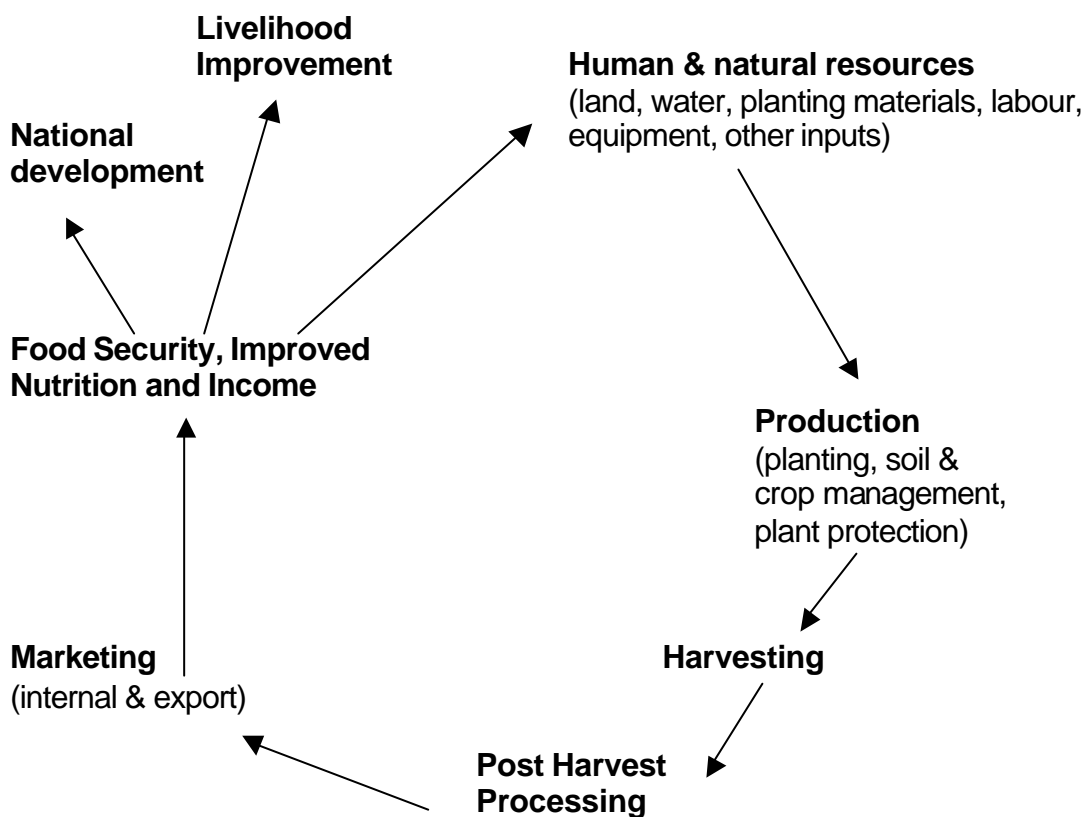 Livelihood
Improvement
Human & natural resources
(land, water, planting materials, labour,
equipment, other inputs)
National
development
Food Security, Improved
Nutrition and Income
Production
(planting, soil &
crop management,
plant protection)
Marketing
(internal & export)
Harvesting
Post Harvest
Processing